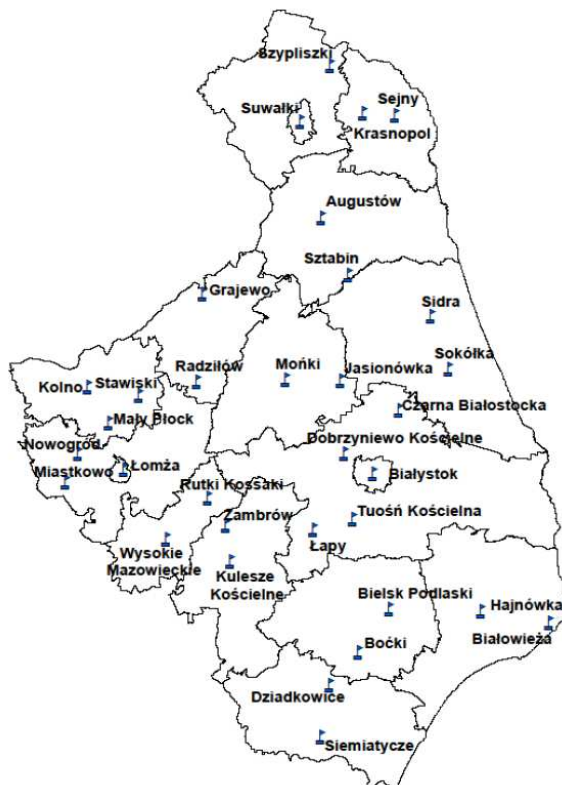 Szypliszki
Suwałki
Sejny
Krasnopol
Augustów
Sztabin
Grajewo
Sidra
Sokółka
Radziłów
Mońki
Jasionówka
Kolno
Stawiski
Mały Płock
Czarna Białostocka
Nowogród
Dobrzyniewo Kościelne
Miastkowo
Łomża
Białystok
Rutki Kossaki
Zambrów
Tuośń Kościelna
Łapy
Wysokie
Mazowieckie
Kulesze
Kościelne
Bielsk Podlaski
Hajnówka
Białowieża
Boćki
Dziadkowice
Siemiatycze